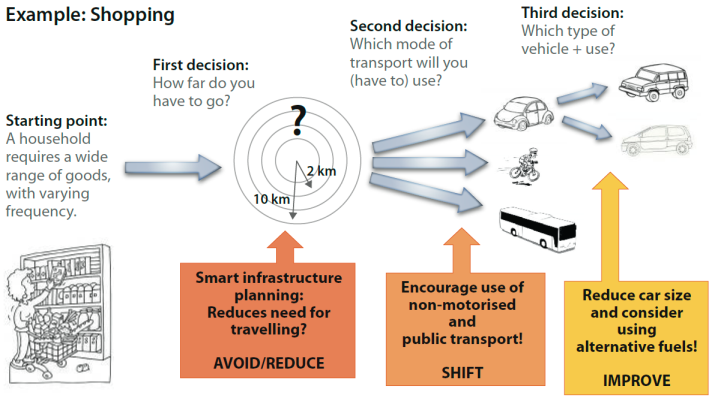 Example: Shopping
Starting point:
A household
requires a wide
range of goods,
with varying
frequency.
First decision:
How far do you
have to go?
?
2 km
10 km
Second decision:
Which mode of
transport will you
(have to) use?
Third decision:
Which type of
vehicle + use?
Smart infrastructure
planning:
Reduces need for
travelling?
AVOID/REDUCE
Encourage use of
non-motorised
and
public transport!
SHIFT
Reduce car size
and consider
using
alternative fuels!
IMPROVE